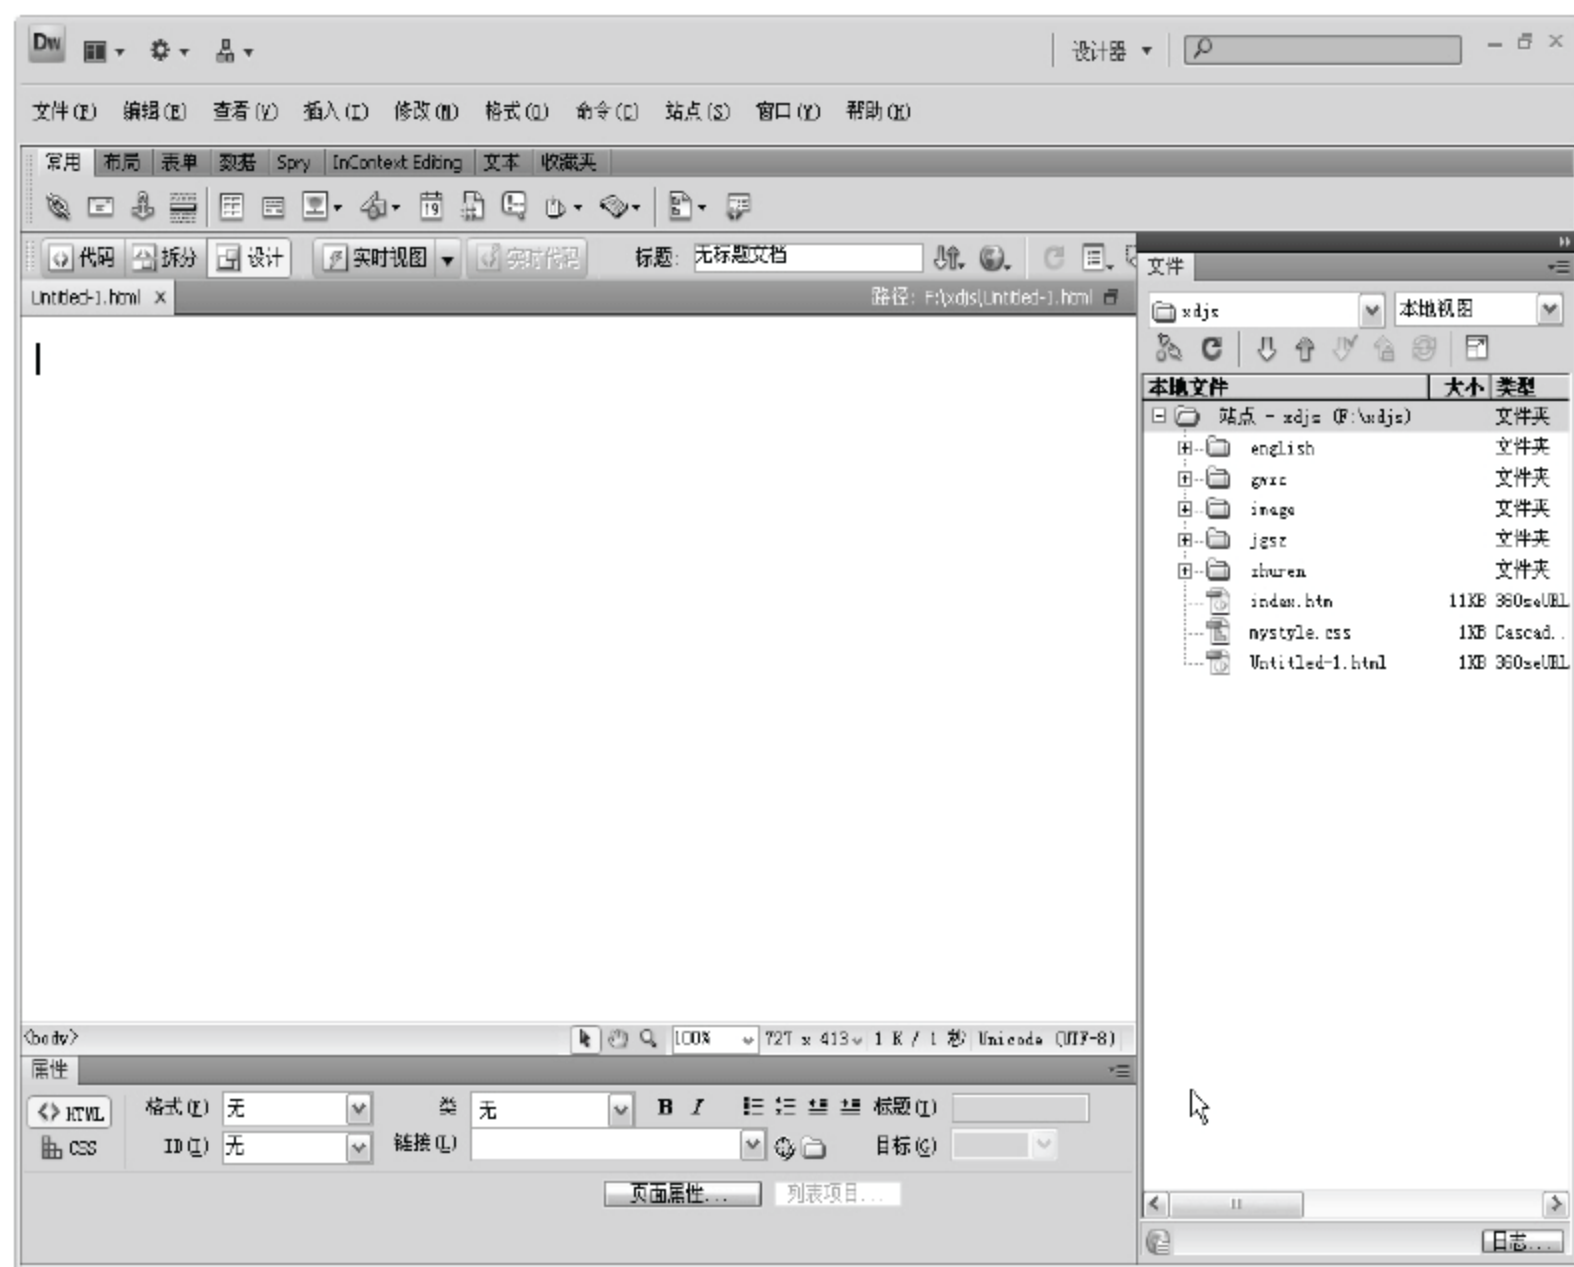 Dw 设计器
文件(F) 编辑(E) 查看(V) 插入(I) 修改(M) 格式(O) 命令(C) 站点(S) 窗口(W) 帮助(H)
常用 布局 表单 数据 Spry InContext Editing 文本 收藏夹
19
代码 拆分 设计 实时视图 实时代码 标题: 无标题文档
文件
Untitled-1.html × 路径: F:\xdjs\Untitled-1.html
xdjs 本地视图
本地文件 大小 类型
站点 - xdjs (F:\xdjs) 文件夹
english 文件夹
文件夹
image 文件夹
jgsz 文件夹
zhuren 文件夹
index.htm 11KB 360seURL
mystyle.css 1KB Cascad..
Untitled-1.html 1KB 360seURL
<body> 100% 727 x 413 1 K / 1 秒 Unicode (UTF-8)
属性
<> HTML 格式(F) 无 类 无 B I 标题(T)
CSS ID(I) 无 链接(L) 目标(G)
页面属性... 列表项目...
日志...